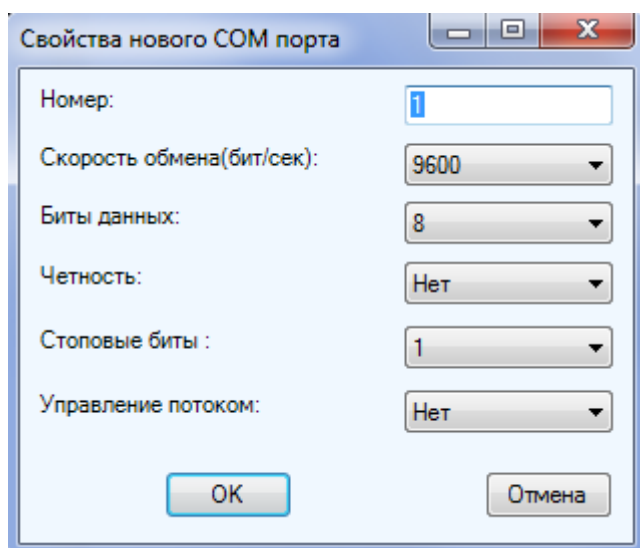 Свойства нового COM порта
Номер: 1
Скорость обмена(бит/сек): 9600
Биты данных: 8
Четность: Нет
Стоповые биты : 1
Управление потоком: Нет
OK Отмена